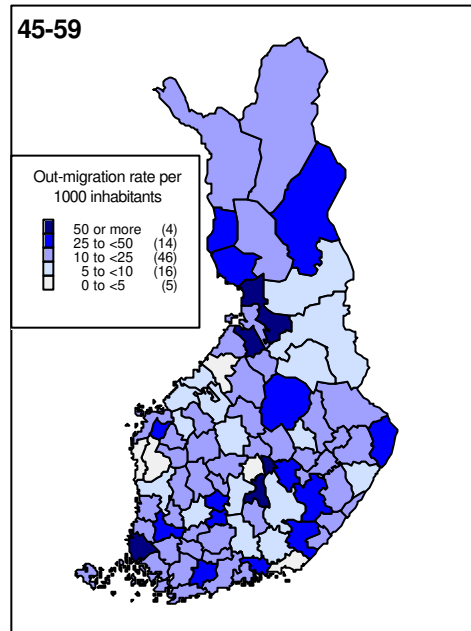 45-59
Out-migration rate per
1000 inhabitants
50 or more (4)
25 to <50 (14)
10 to <25 (46)
5 to <10 (16)
0 to <5 (5)